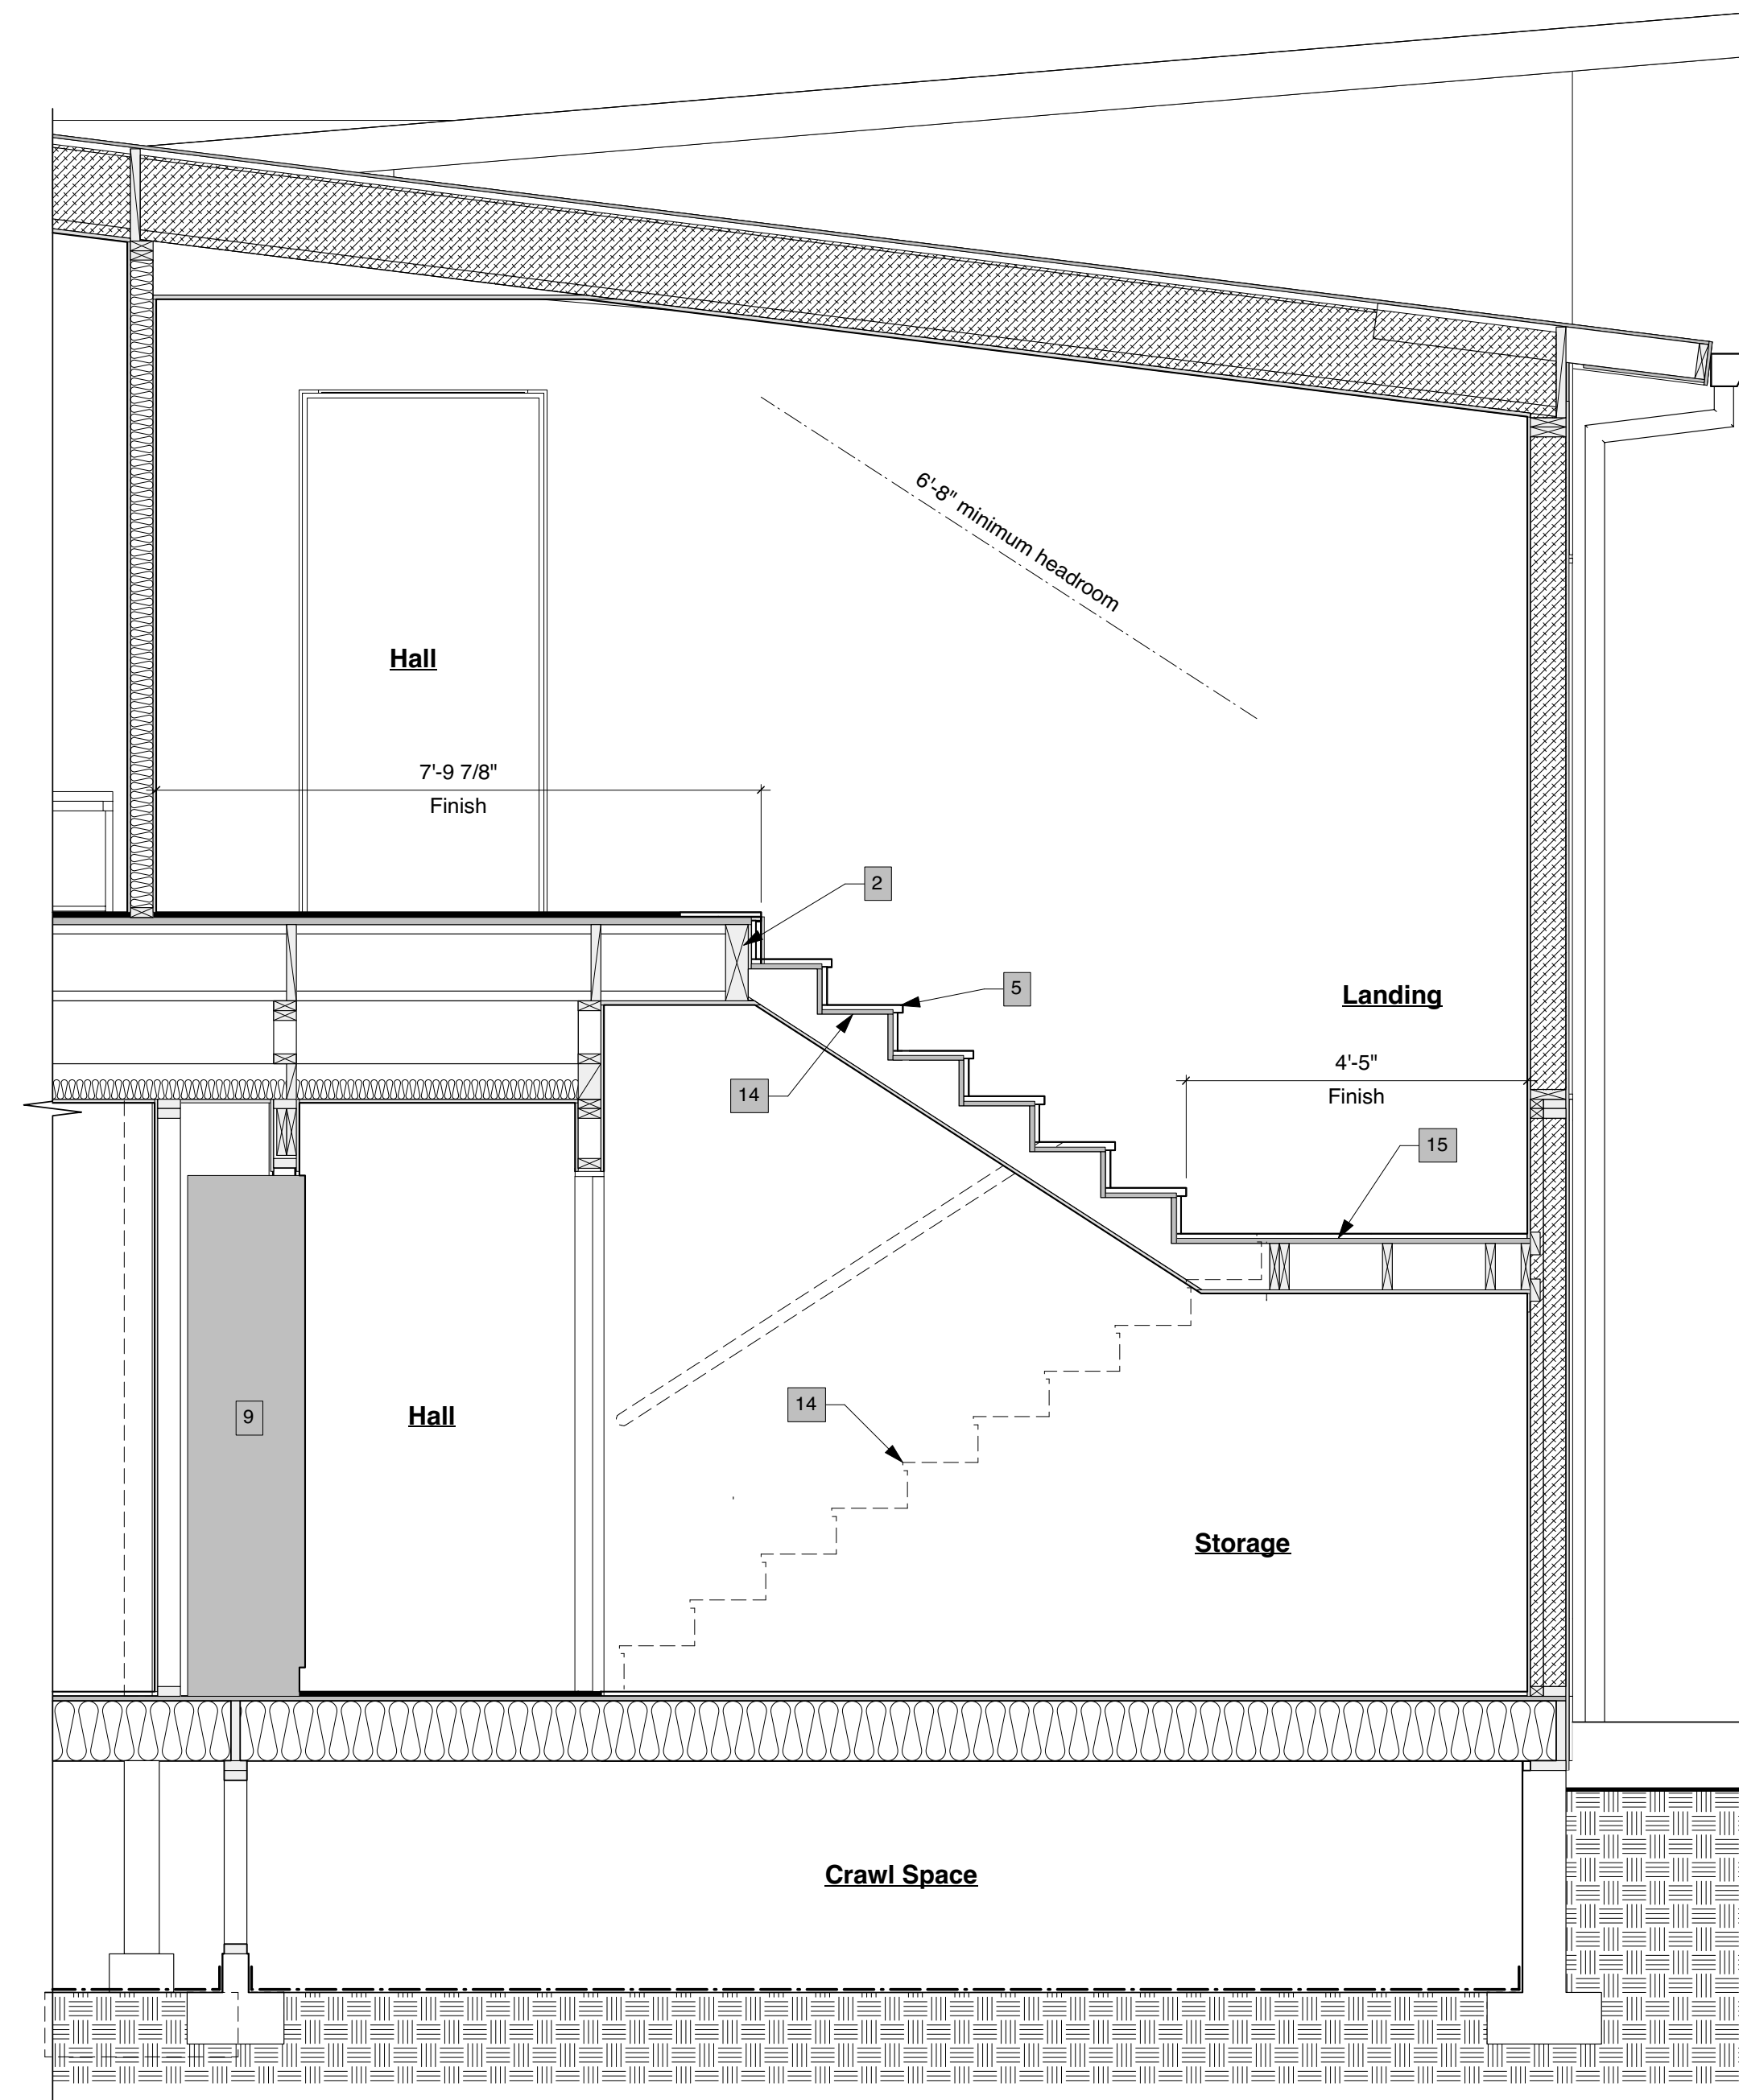 6'-8" minimum headroom
Hall
7'-9 7/8"
Finish
2
5
Landing
14
4'-5"
Finish
15
14
9
Hall
Storage
Crawl Space